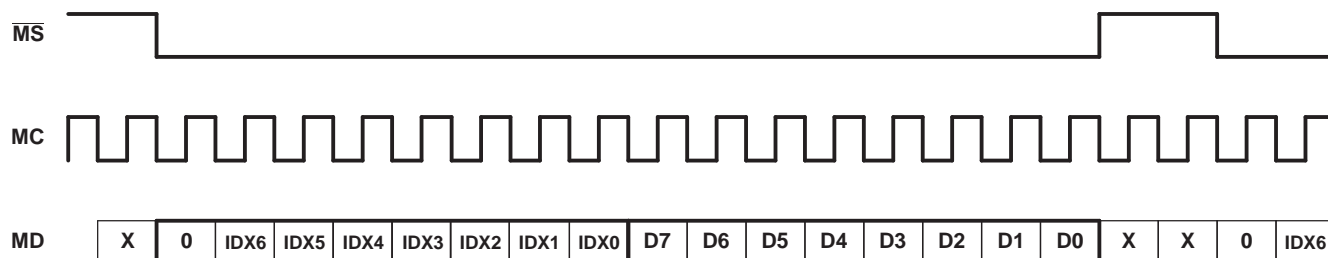 M̅S̅
MC
MD X 0 IDX6 IDX5 IDX4 IDX3 IDX2 IDX1 IDX0 D7 D6 D5 D4 D3 D2 D1 D0 X X 0 IDX6